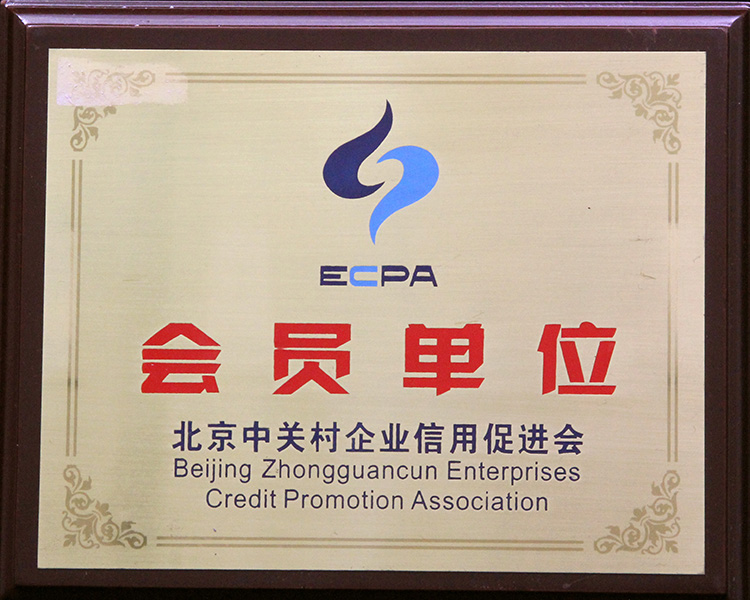 ECPA
会员单位
北京中关村企业信用促进会
Beijing Zhongguancun Enterprises
Credit Promotion Association